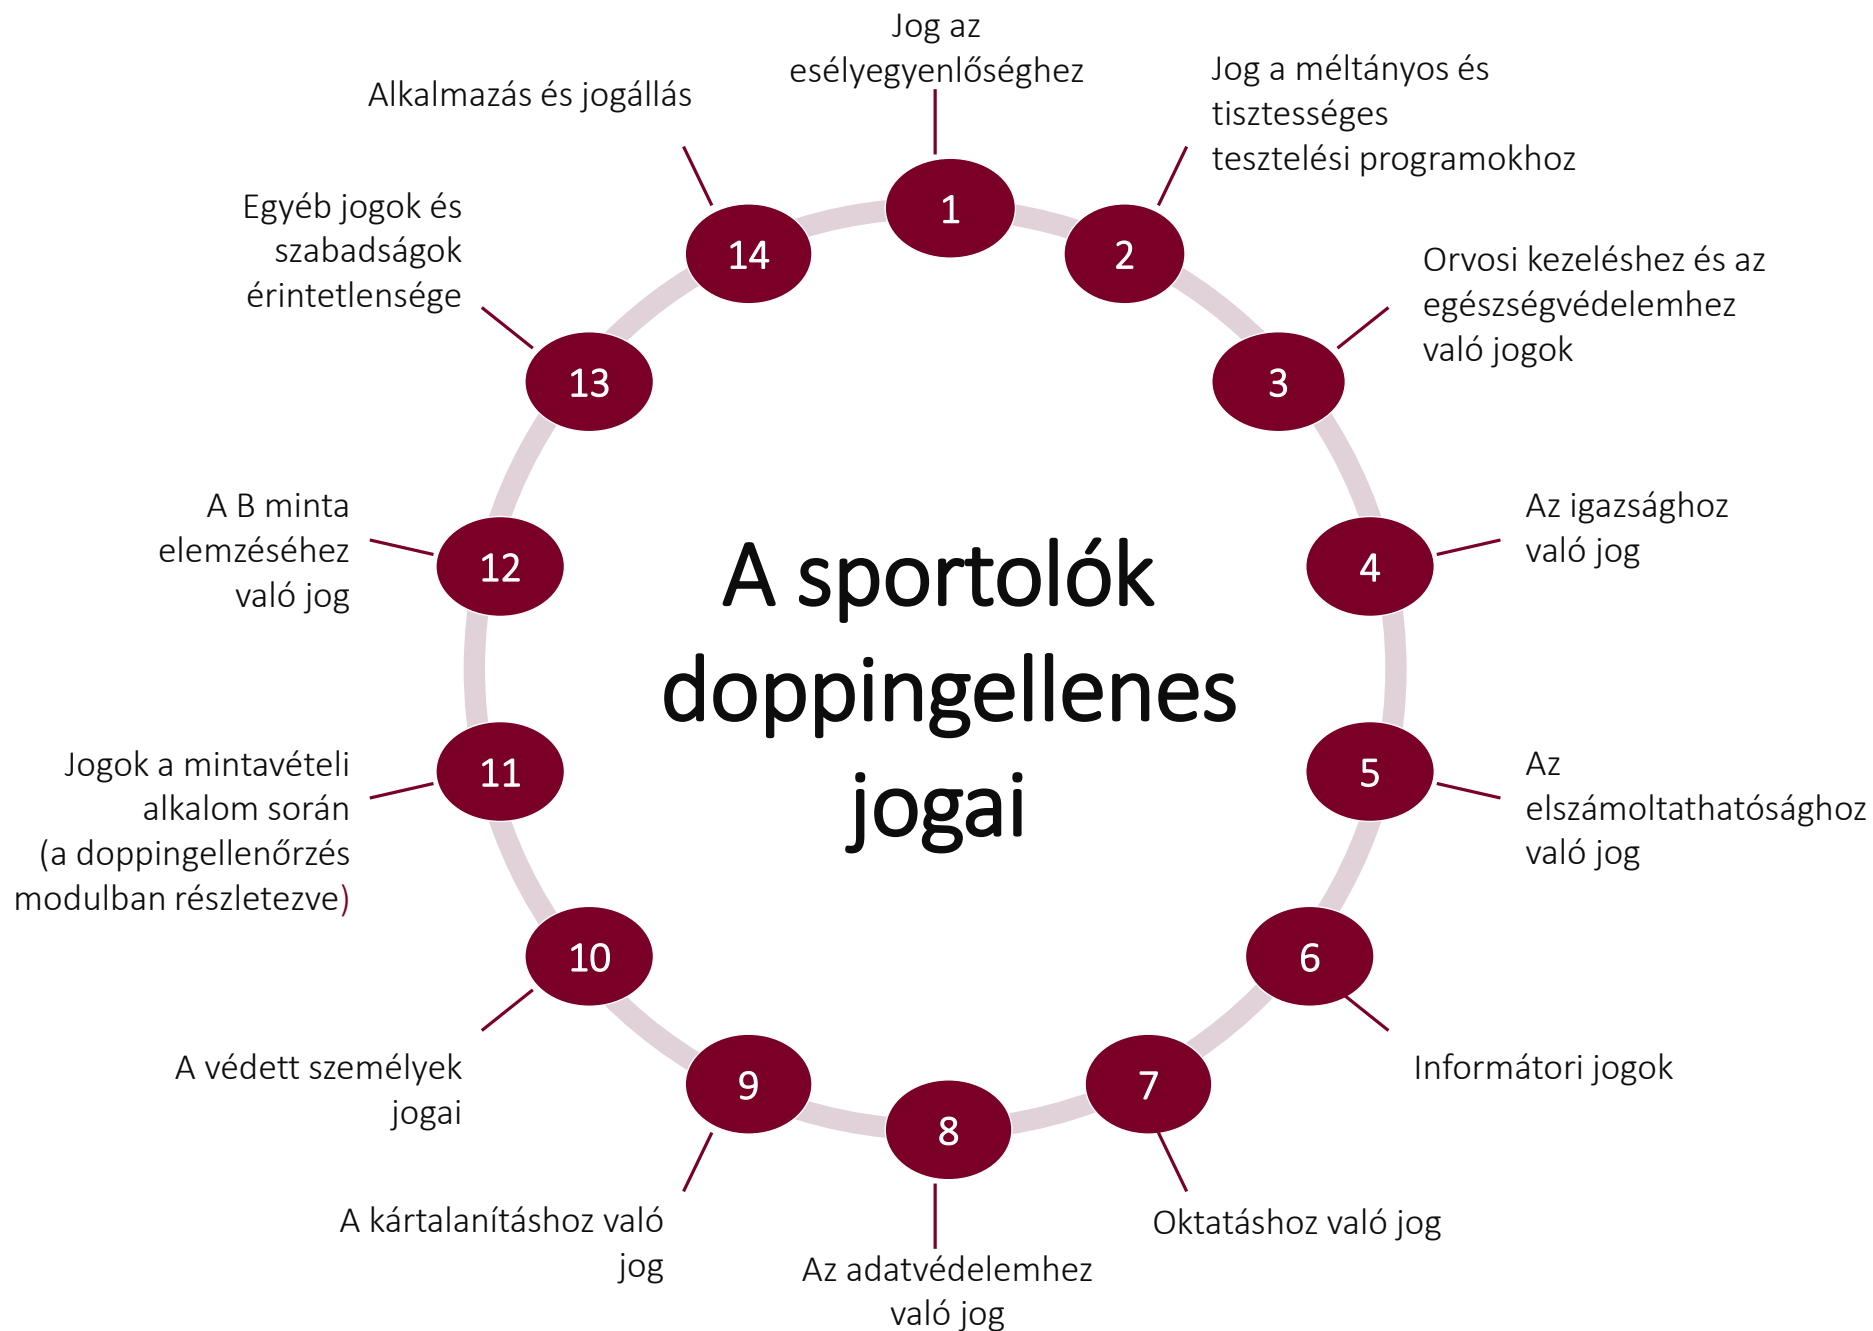 A sportolók
doppingellenes
jogai
1
Jog az
esélyegyenlőséghez
2
Jog a méltányos és
tisztességes
tesztelési programokhoz
3
Orvosi kezeléshez és az
egészségvédelemhez
való jogok
4
Az igazsághoz
való jog
5
Az
elszámoltathatósághoz
való jog
6
Informátori jogok
7
Oktatáshoz való jog
8
Az adatvédelemhez
való jog
9
A kártalanításhoz való
jog
10
A védett személyek
jogai
11
Jogok a mintavételi
alkalom során
(a doppingellenőrzés
modulban részletezve)
12
A B minta
elemzéséhez
való jog
13
Egyéb jogok és
szabadságok
érintetlensége
14
Alkalmazás és jogállás